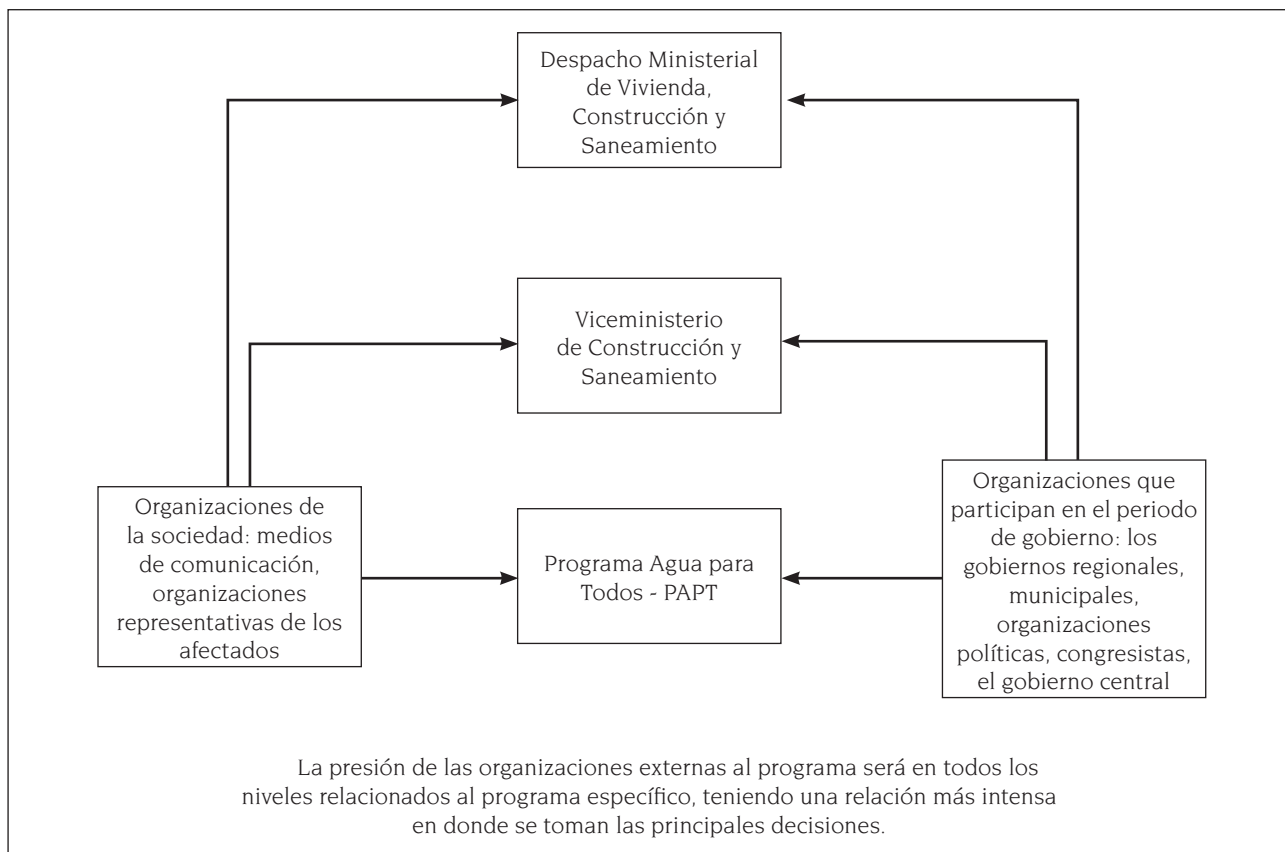 Despacho Ministerial
de Vivienda,
Construcción y
Saneamiento
Viceministerio
de Construcción y
Saneamiento
Organizaciones de
la sociedad: medios
de comunicación,
organizaciones
representativas de los
afectados
Programa Agua para
Todos - PAPT
Organizaciones que
participan en el periodo
de gobierno: los
gobiernos regionales,
municipales,
organizaciones
políticas, congresistas,
el gobierno central
La presión de las organizaciones externas al programa será en todos los
niveles relacionados al programa específico, teniendo una relación más intensa
en donde se toman las principales decisiones.